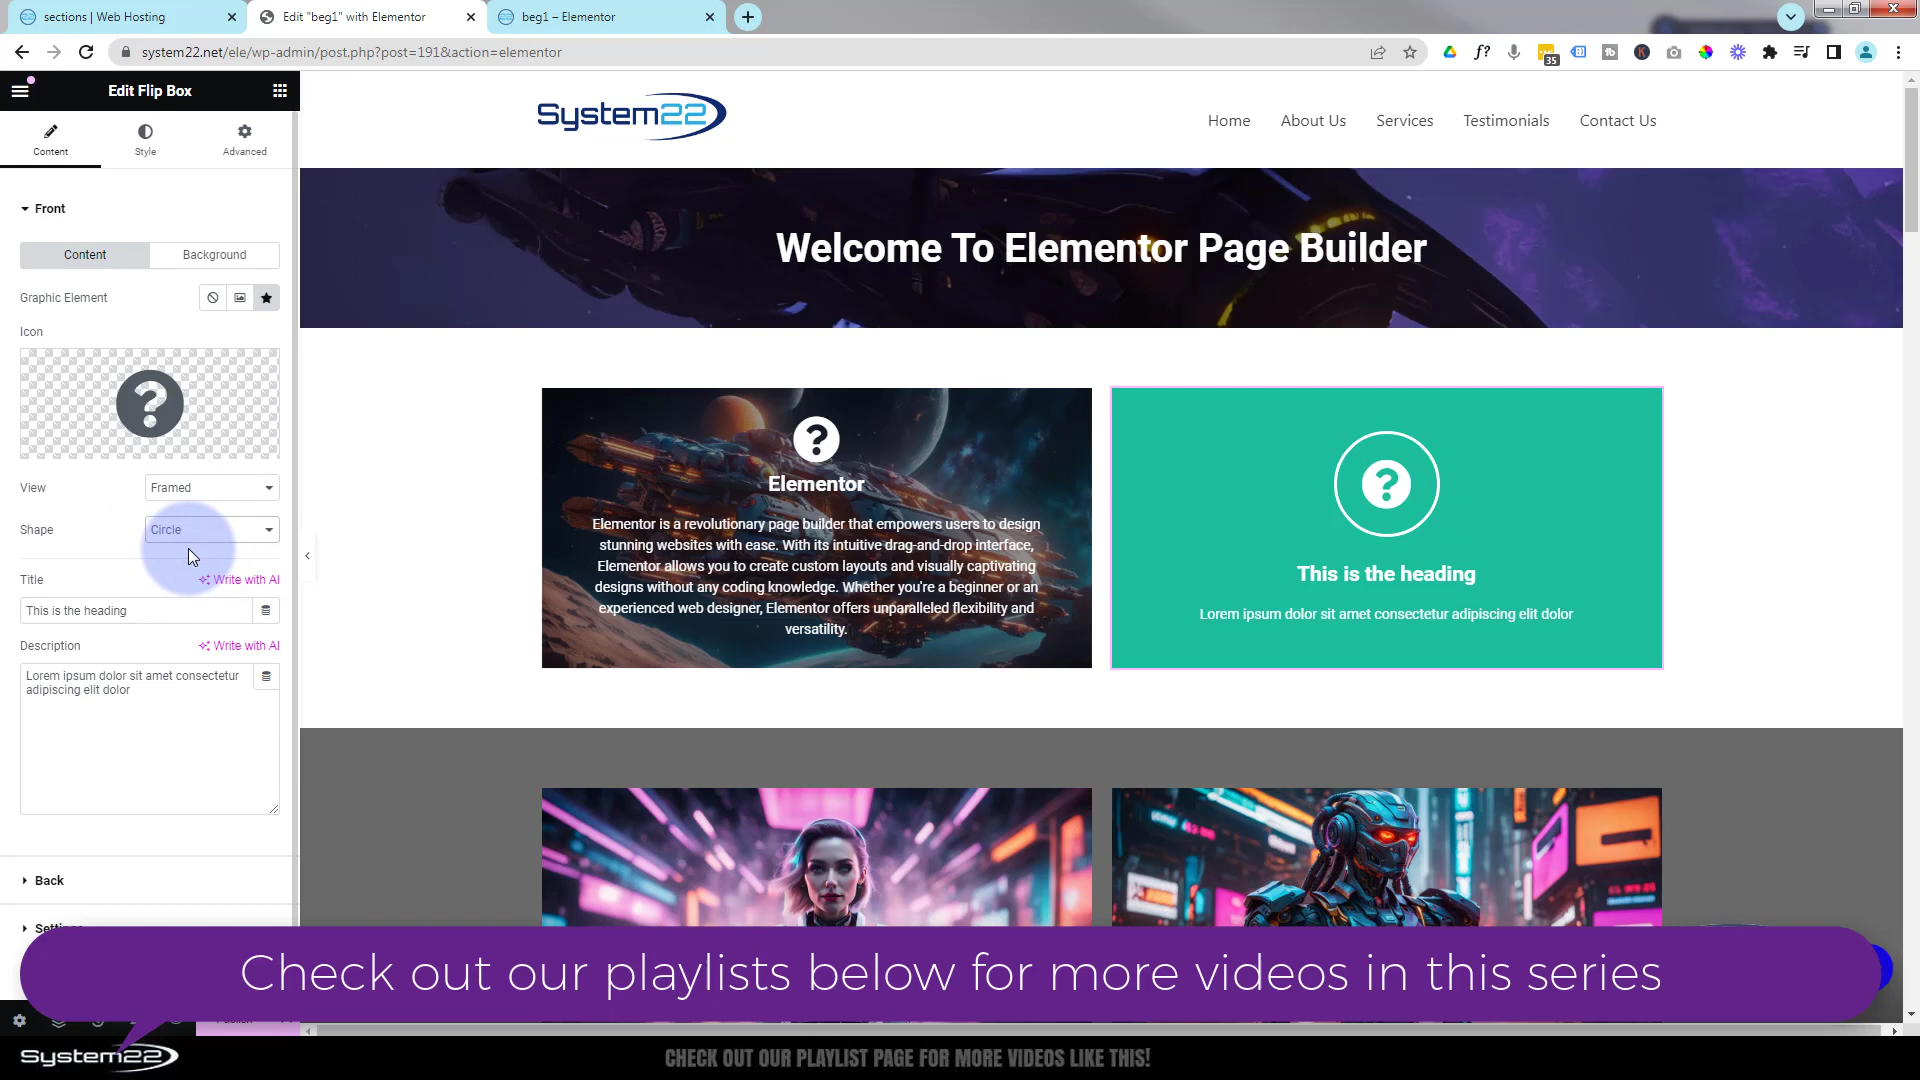 sections | Web Hosting
Edit "beg1" with Elementor
beg1 – Elementor
system22.net/ele/wp-admin/post.php?post=191&action=elementor
35
Edit Flip Box
Content
Style
Advanced
Front
Content
Background
Graphic Element
Icon
View
Framed
Shape
Circle
Title
Write with AI
This is the heading
Description
Write with AI
Lorem ipsum dolor sit amet consectetur
adipiscing elit dolor
Back
System22
Home
About Us
Services
Testimonials
Contact Us
Welcome To Elementor Page Builder
Elementor
Elementor is a revolutionary page builder that empowers users to design
stunning websites with ease. With its intuitive drag-and-drop interface,
Elementor allows you to create custom layouts and visually captivating
designs without any coding knowledge. Whether you're a beginner or an
experienced web designer, Elementor offers unparalleled flexibility and
versatility.
This is the heading
Lorem ipsum dolor sit amet consectetur adipiscing elit dolor
Check out our playlists below for more videos in this series
System22
CHECK OUT OUR PLAYLIST PAGE FOR MORE VIDEOS LIKE THIS!